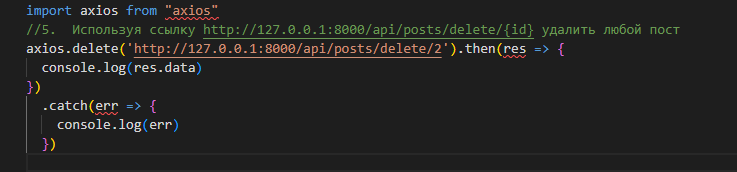 import axios from "axios"
//5.  Используя ссылку http://127.0.0.1:8000/api/posts/delete/{id} удалить любой пост
axios.delete('http://127.0.0.1:8000/api/posts/delete/2').then(res => {
  console.log(res.data)
})
  .catch(err => {
    console.log(err)
  })